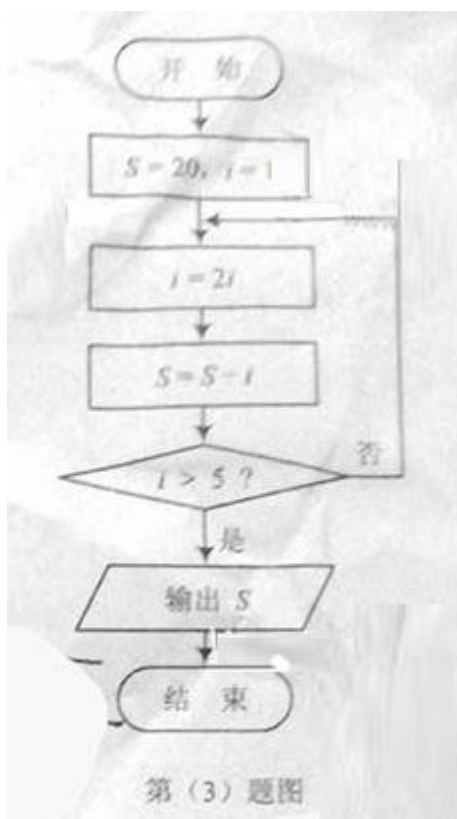 开 始
S = 20, i = 1
i = 2i
S = S - i
i > 5 ?
否
是
输出 S
结 束
第（3）题图